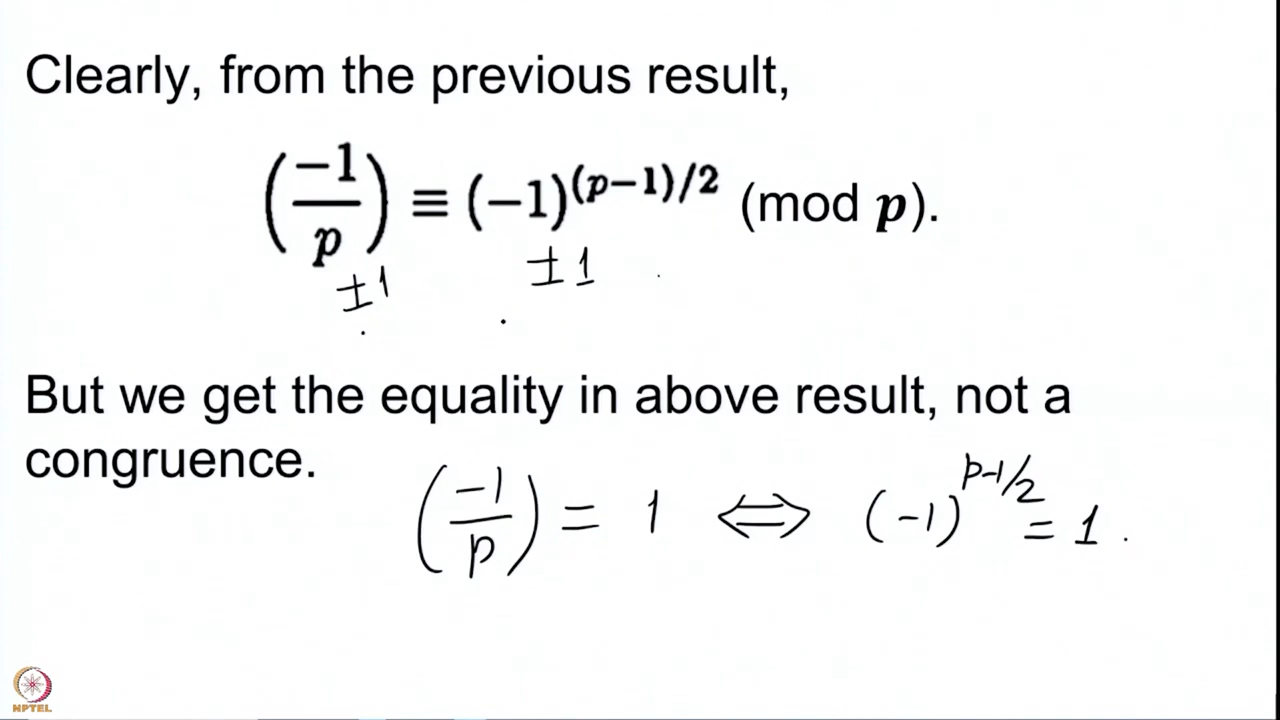 Clearly, from the previous result,
(−1/p) ≡ (−1)^(p−1)/2 (mod p).
±1 ±1
But we get the equality in above result, not a
congruence.
(−1/p) = 1 ⟺ (−1)^p−1/2 = 1.
NPTEL